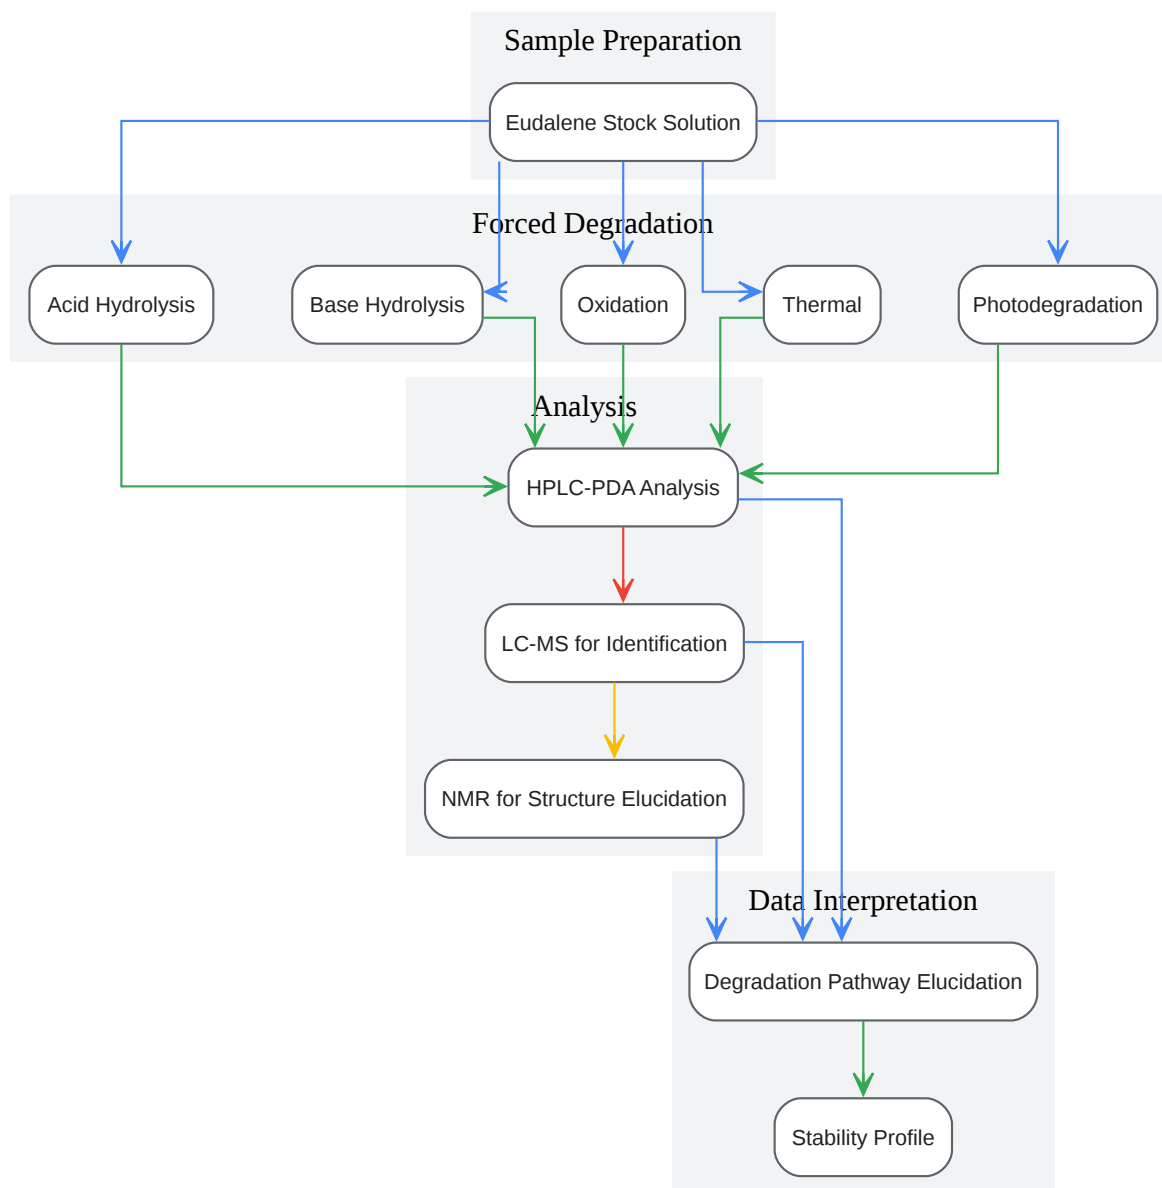 Sample Preparation
Eudalene Stock Solution
Forced Degradation
Acid Hydrolysis
Base Hydrolysis
Oxidation
Thermal
Photodegradation
Analysis
HPLC-PDA Analysis
LC-MS for Identification
NMR for Structure Elucidation
Data Interpretation
Degradation Pathway Elucidation
Stability Profile